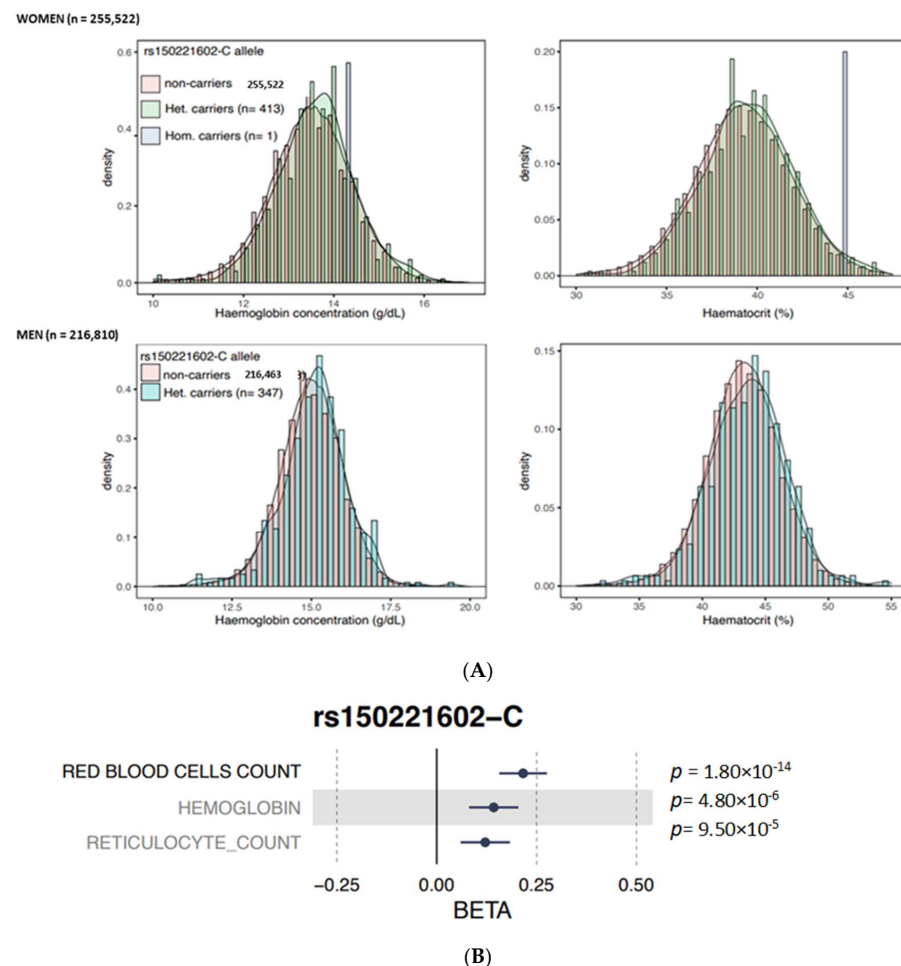 WOMEN (n = 255,522)
rs150221602-C allele
non-carriers 255,522
Het. carriers (n= 413)
Hom. carriers (n= 1)
density
0.6
0.4
0.2
0.0
10 12 14 16
Haemoglobin concentration (g/dL)
density
0.20
0.15
0.10
0.05
0.00
30 35 40 45
Haematocrit (%)
MEN (n = 216,810)
rs150221602-C allele
non-carriers 216,463
Het. carriers (n= 347)
density
0.4
0.3
0.2
0.1
0.0
10.0 12.5 15.0 17.5 20.0
Haemoglobin concentration (g/dL)
density
0.15
0.10
0.05
0.00
30 35 40 45 50 55
Haematocrit (%)
(A)
rs150221602−C
RED BLOOD CELLS COUNT p = 1.80×10⁻¹⁴
HEMOGLOBIN p = 4.80×10⁻⁶
RETICULOCYTE_COUNT p= 9.50×10⁻⁵
−0.25 0.00 0.25 0.50
BETA
(B)